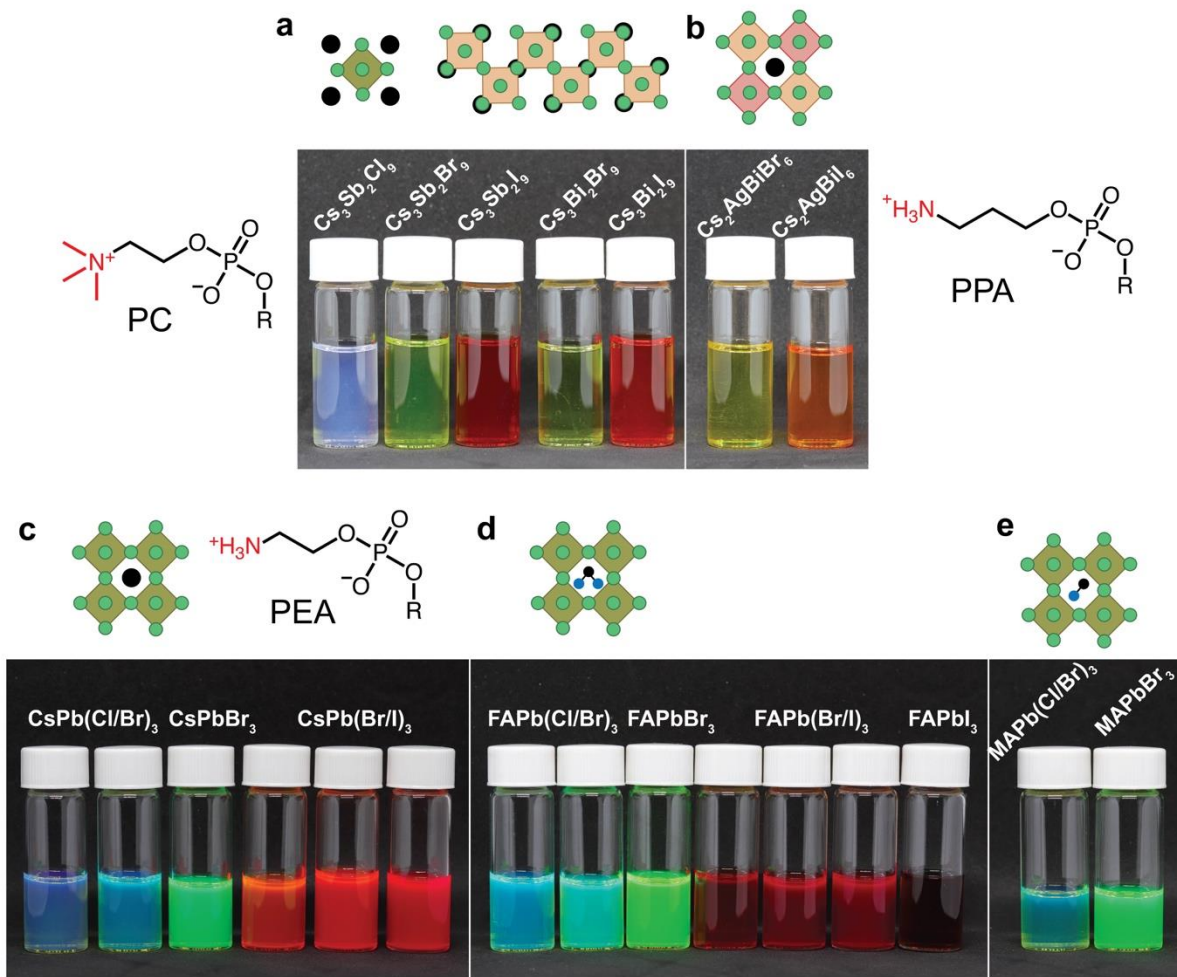 a
b
Cs3Sb2Cl9
Cs3Sb2Br9
Cs3Sb2I9
Cs3Bi2Br9
Cs3Bi2I9
Cs2AgBiBr6
Cs2AgBiI6
N+
O
O
P
−O
O
R
PC
+H3N
O
O
P
−O
O
R
PPA
c
+H3N
O
O
P
−O
O
R
PEA
d
e
CsPb(Cl/Br)3
CsPbBr3
CsPb(Br/I)3
FAPb(Cl/Br)3
FAPbBr3
FAPb(Br/I)3
FAPbI3
MAPb(Cl/Br)3
MAPbBr3